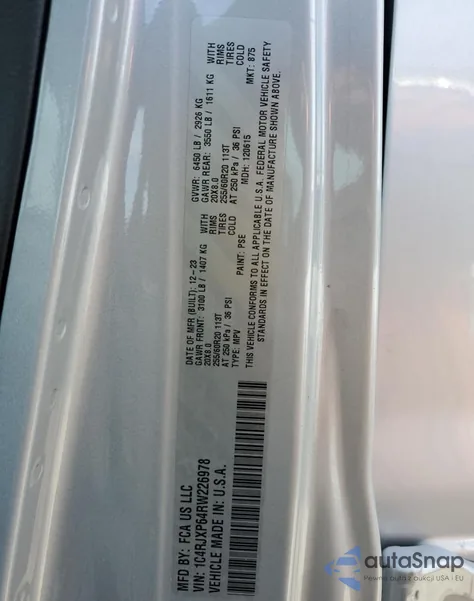 MFD BY: FCA US LLC
VIN: 1C4RJXP64RW226978
VEHICLE MADE IN: U.S.A.
DATE OF MFR (BUILT): 12-23
GAWR FRONT: 3100 LB / 1407 KG WITH
20X8.0 RIMS
255/60R20 113T TIRES
AT 250 kPa / 36 PSI COLD
TYPE: MPV PAINT: PSE
GVWR: 6450 LB / 2926 KG
GAWR REAR: 3550 LB / 1611 KG WITH
20X8.0 RIMS
255/60R20 113T TIRES
AT 250 kPa / 36 PSI COLD
MDH: 120615 MKT: 875
THIS VEHICLE CONFORMS TO ALL APPLICABLE U.S.A. FEDERAL MOTOR VEHICLE SAFETY
STANDARDS IN EFFECT ON THE DATE OF MANUFACTURE SHOWN ABOVE.
autoSnap
Pewne auto z USA i EU